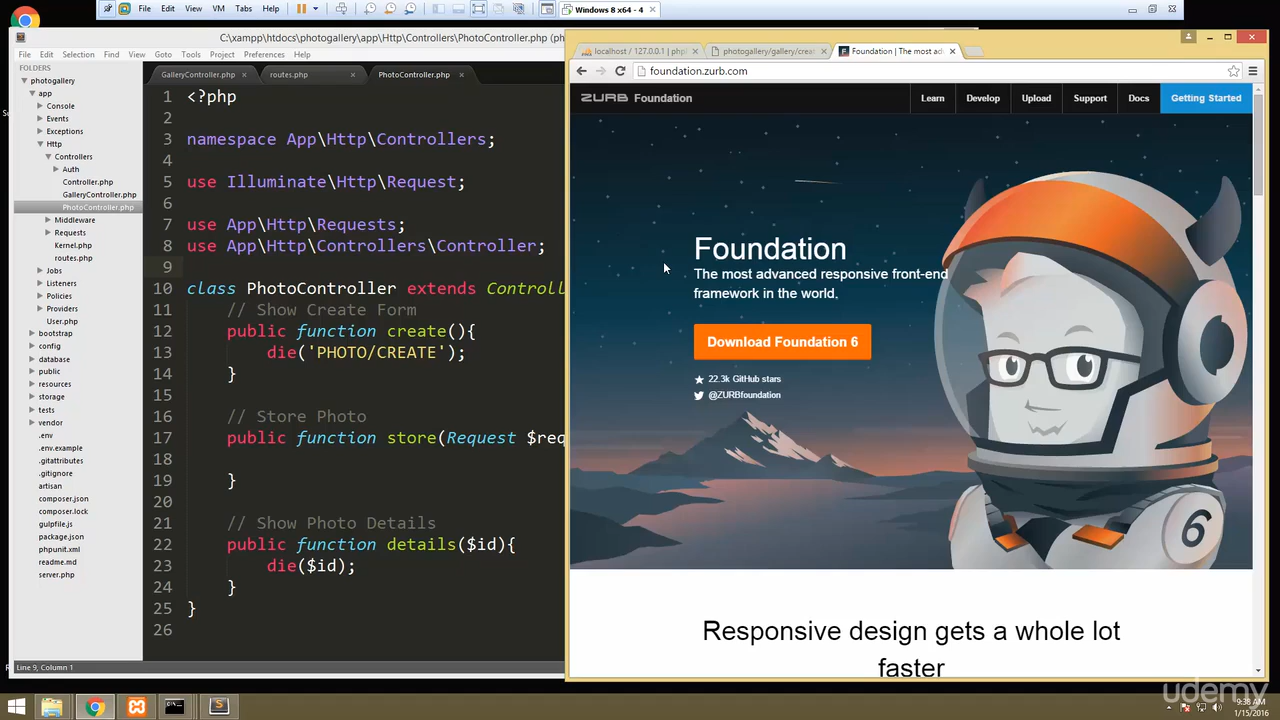 File Edit View VM Tabs Help
Windows 8 x64 - 4
C:\xampp\htdocs\photogallery\app\Http\Controllers\PhotoController.php (ph
File Edit Selection Find View Goto Tools Project Preferences Help
FOLDERS
photogallery
app
Console
Events
Exceptions
Http
Controllers
Auth
Controller.php
GalleryController.php
PhotoController.php
Middleware
Requests
Kernel.php
routes.php
Jobs
Listeners
Policies
Providers
User.php
bootstrap
config
database
public
resources
storage
tests
vendor
.env
.env.example
.gitattributes
.gitignore
artisan
composer.json
composer.lock
gulpfile.js
package.json
phpunit.xml
readme.md
server.php
GalleryController.php
routes.php
PhotoController.php
1 <?php
2
3 namespace App\Http\Controllers;
4
5 use Illuminate\Http\Request;
6
7 use App\Http\Requests;
8 use App\Http\Controllers\Controller;
9
10 class PhotoController extends Controll
11 // Show Create Form
12 public function create(){
13 die('PHOTO/CREATE');
14 }
15
16 // Store Photo
17 public function store(Request $req
18
19 }
20
21 // Show Photo Details
22 public function details($id){
23 die($id);
24 }
25 }
26
Line 9, Column 1
localhost / 127.0.0.1 | phpl
photogallery/gallery/creat
Foundation | The most ad
foundation.zurb.com
ZURB Foundation
Learn Develop Upload Support Docs Getting Started
Foundation
The most advanced responsive front-end
framework in the world.
Download Foundation 6
22.3k GitHub stars
@ZURBfoundation
6
Responsive design gets a whole lot
faster
udemy
9:38 AM
1/15/2016